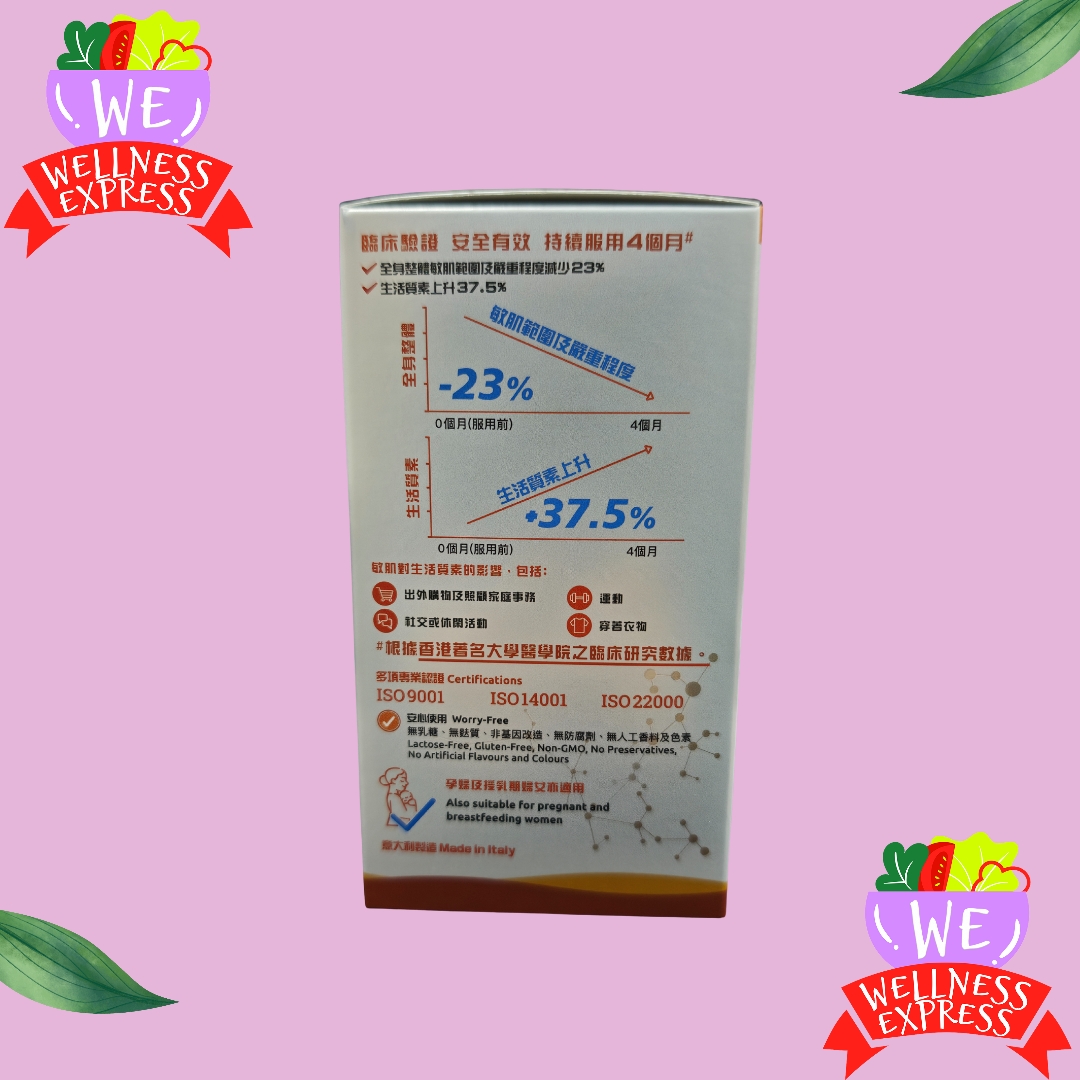 WE
WELLNESS
EXPRESS
臨床驗證 安全有效 持續服用4個月#
全身整體敏肌範圍及嚴重程度減少23%
生活質素上升37.5%
全身整體
敏肌範圍及嚴重程度
-23%
0個月(服用前) 4個月
生活質素
生活質素上升
+37.5%
0個月(服用前) 4個月
敏肌對生活質素的影響，包括:
出外購物及照顧家庭事務 運動
社交或休閒活動 穿著衣物
#根據香港著名大學醫學院之臨床研究數據。
多項專業認證 Certifications
ISO9001 ISO14001 ISO22000
安心使用 Worry-Free
無乳糖、無麩質、非基因改造、無防腐劑、無人工香料及色素
Lactose-Free, Gluten-Free, Non-GMO, No Preservatives,
No Artificial Flavours and Colours
孕婦及授乳期婦女亦適用
Also suitable for pregnant and
breastfeeding women
意大利製造 Made in Italy
WE
WELLNESS
EXPRESS